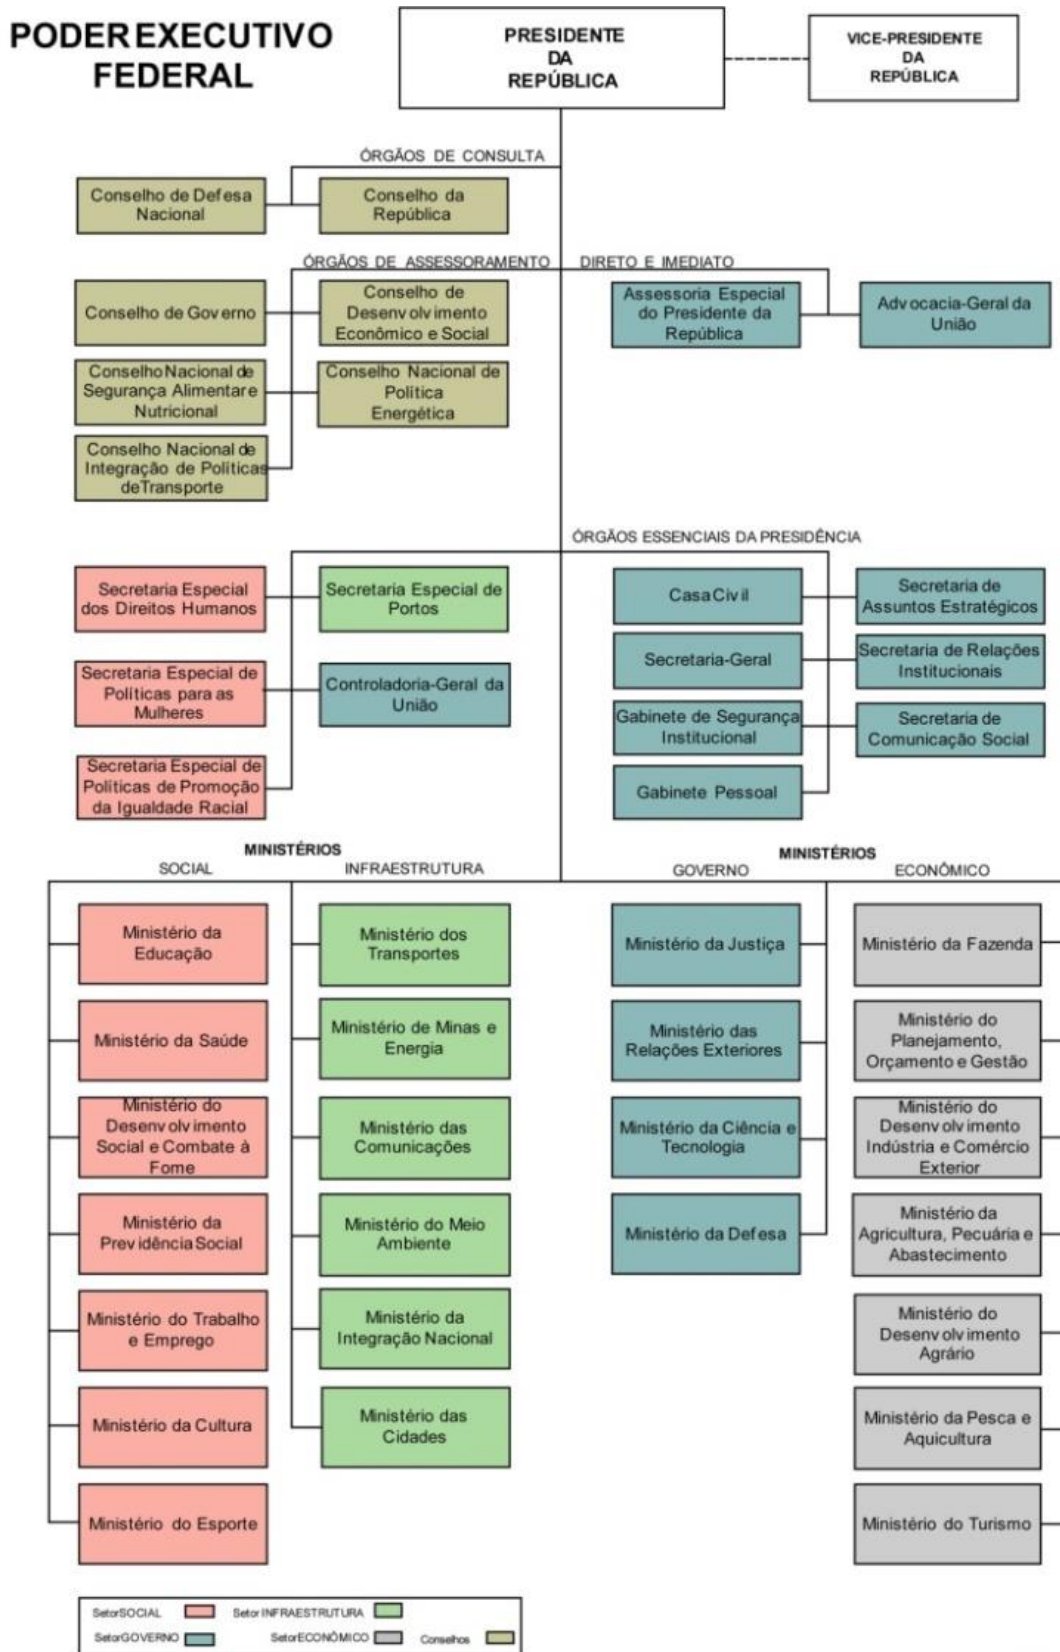 PODER EXECUTIVO
FEDERAL
PRESIDENTE
DA
REPÚBLICA
VICE-PRESIDENTE
DA
REPÚBLICA
ÓRGÃOS DE CONSULTA
Conselho de Defesa
Nacional
Conselho da
República
ÓRGÃOS DE ASSESSORAMENTO DIRETO E IMEDIATO
Conselho de Governo
Conselho de
Desenvolvimento
Econômico e Social
Assessoria Especial
do Presidente da
República
Advocacia-Geral da
União
Conselho Nacional de
Segurança Alimentar e
Nutricional
Conselho Nacional de
Política
Energética
Conselho Nacional de
Integração de Políticas
de Transporte
ÓRGÃOS ESSENCIAIS DA PRESIDÊNCIA
Secretaria Especial
dos Direitos Humanos
Secretaria Especial de
Portos
Casa Civil
Secretaria de
Assuntos Estratégicos
Secretaria Especial de
Políticas para as
Mulheres
Controladoria-Geral da
União
Secretaria-Geral
Secretaria de Relações
Institucionais
Gabinete de Segurança
Institucional
Secretaria de
Comunicação Social
Secretaria Especial de
Políticas de Promoção
da Igualdade Racial
Gabinete Pessoal
MINISTÉRIOS
SOCIAL
INFRAESTRUTURA
MINISTÉRIOS
GOVERNO
ECONÔMICO
Ministério da
Educação
Ministério dos
Transportes
Ministério da Justiça
Ministério da Fazenda
Ministério da Saúde
Ministério de Minas e
Energia
Ministério das
Relações Exteriores
Ministério do
Planejamento,
Orçamento e Gestão
Ministério do
Desenvolvimento
Social e Combate à
Fome
Ministério das
Comunicações
Ministério da Ciência e
Tecnologia
Ministério do
Desenvolvimento
Indústria e Comércio
Exterior
Ministério da
Previdência Social
Ministério do Meio
Ambiente
Ministério da Defesa
Ministério da
Agricultura, Pecuária e
Abastecimento
Ministério do Trabalho
e Emprego
Ministério da
Integração Nacional
Ministério do
Desenvolvimento
Agrário
Ministério da Cultura
Ministério das
Cidades
Ministério da Pesca e
Aquicultura
Ministério do Esporte
Ministério do Turismo
Setor SOCIAL
Setor INFRAESTRUTURA
Setor GOVERNO
Setor ECONÔMICO
Conselhos